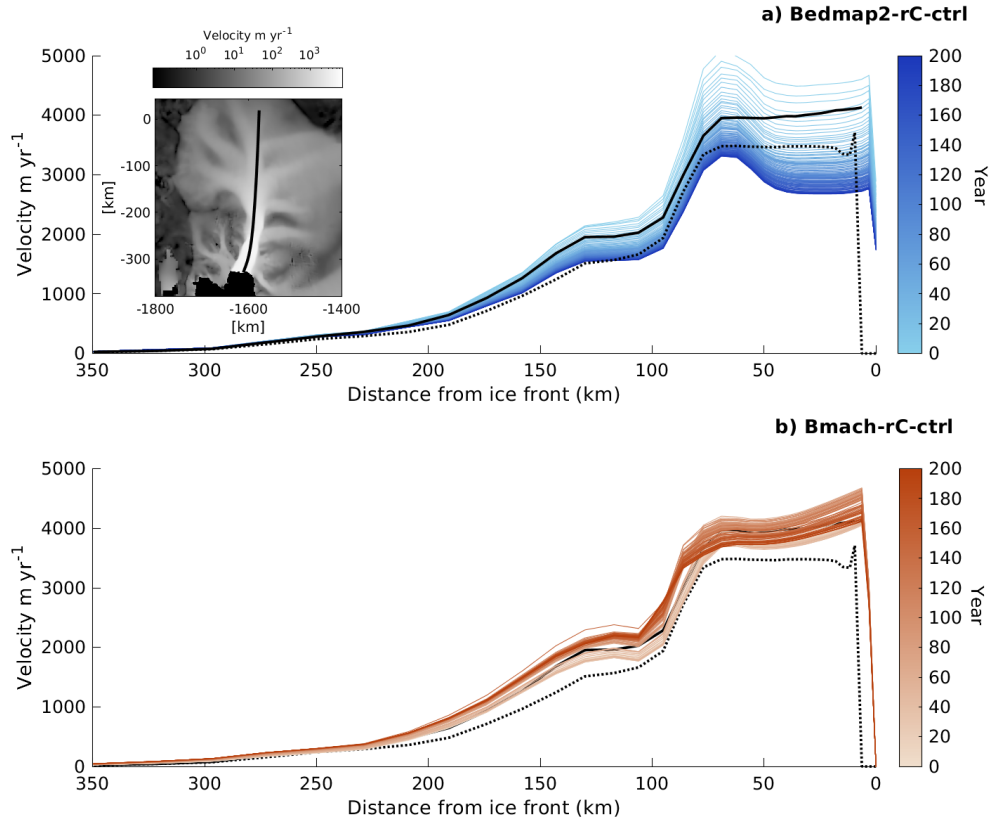 a) Bedmap2-rC-ctrl
Velocity m yr-1
10^0 10^1 10^2 10^3
5000
4000
3000
2000
1000
0
Velocity m yr-1
0
-100
-200
-300
[km]
-1800 -1600 -1400
[km]
350 300 250 200 150 100 50 0
Distance from ice front (km)
200
180
160
140
120
100
80
60
40
20
0
Year
b) Bmach-rC-ctrl
5000
4000
3000
2000
1000
0
Velocity m yr-1
350 300 250 200 150 100 50 0
Distance from ice front (km)
200
180
160
140
120
100
80
60
40
20
0
Year